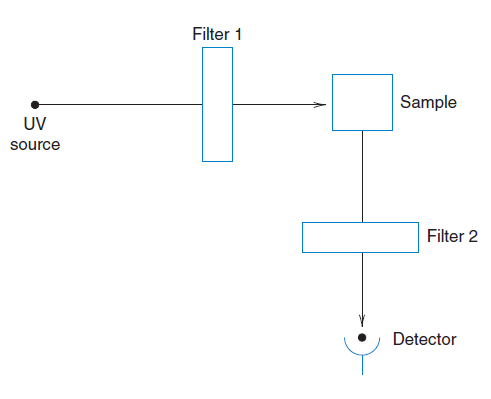 Filter 1
Sample
UV
source
Filter 2
Detector